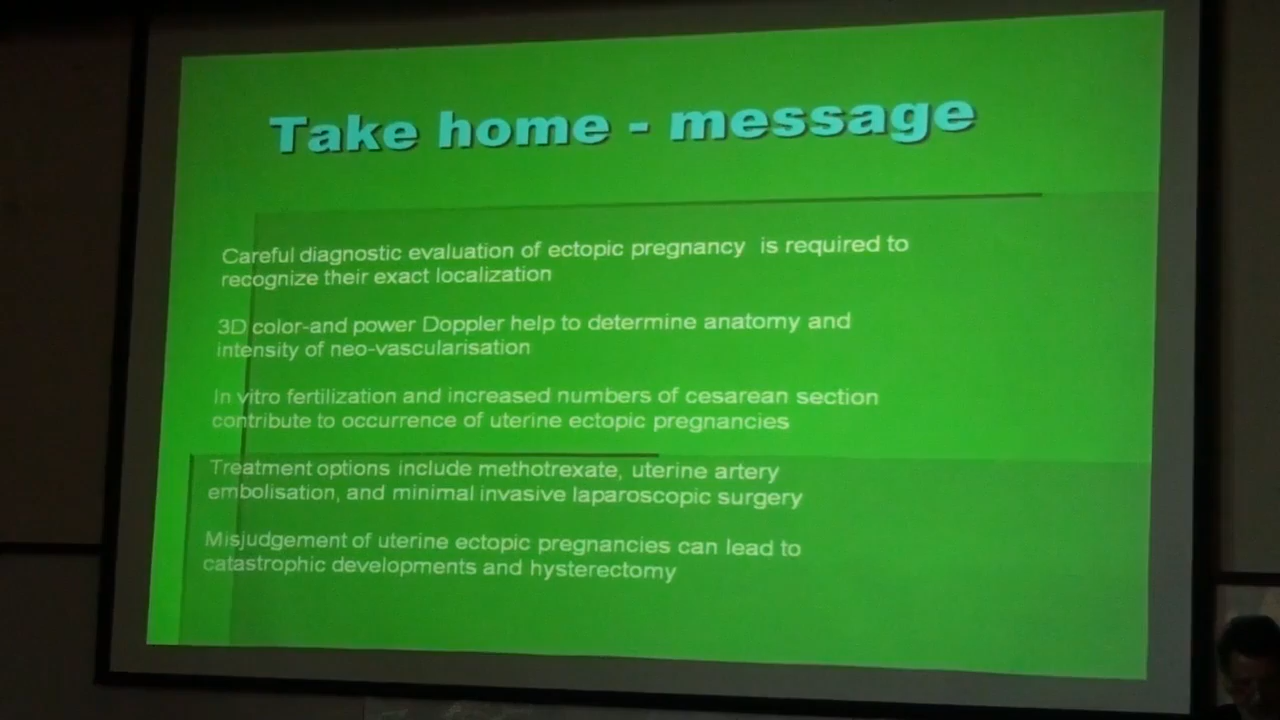 Take home - message
Careful diagnostic evaluation of ectopic pregnancy is required to
recognize their exact localization
3D color-and power Doppler help to determine anatomy and
intensity of neo-vascularisation
In vitro fertilization and increased numbers of cesarean section
contribute to occurrence of uterine ectopic pregnancies
Treatment options include methotrexate, uterine artery
embolisation, and minimal invasive laparoscopic surgery
Misjudgement of uterine ectopic pregnancies can lead to
catastrophic developments and hysterectomy